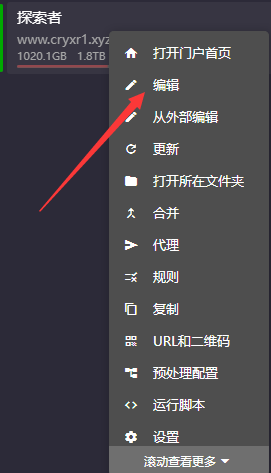 探索者
www.cryxr1.xyz
1020.1GB 1.8TB
打开门户首页
编辑
从外部编辑
更新
打开所在文件夹
合并
代理
规则
复制
URL和二维码
预处理配置
运行脚本
设置
滚动查看更多